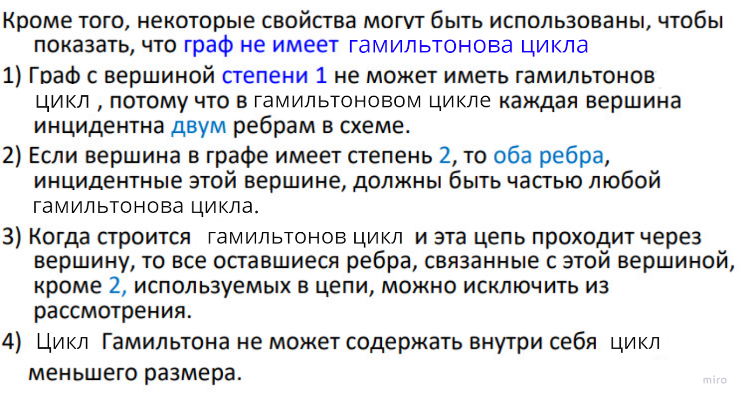 Кроме того, некоторые свойства могут быть использованы, чтобы
показать, что граф не имеет гамильтонова цикла
1) Граф с вершиной степени 1 не может иметь гамильтонов
цикл , потому что в гамильтоновом цикле каждая вершина
инцидентна двум ребрам в схеме.
2) Если вершина в графе имеет степень 2, то оба ребра,
инцидентные этой вершине, должны быть частью любой
гамильтонова цикла.
3) Когда строится гамильтонов цикл и эта цепь проходит через
вершину, то все оставшиеся ребра, связанные с этой вершиной,
кроме 2, используемых в цепи, можно исключить из
рассмотрения.
4) Цикл Гамильтона не может содержать внутри себя цикл
меньшего размера.
miro